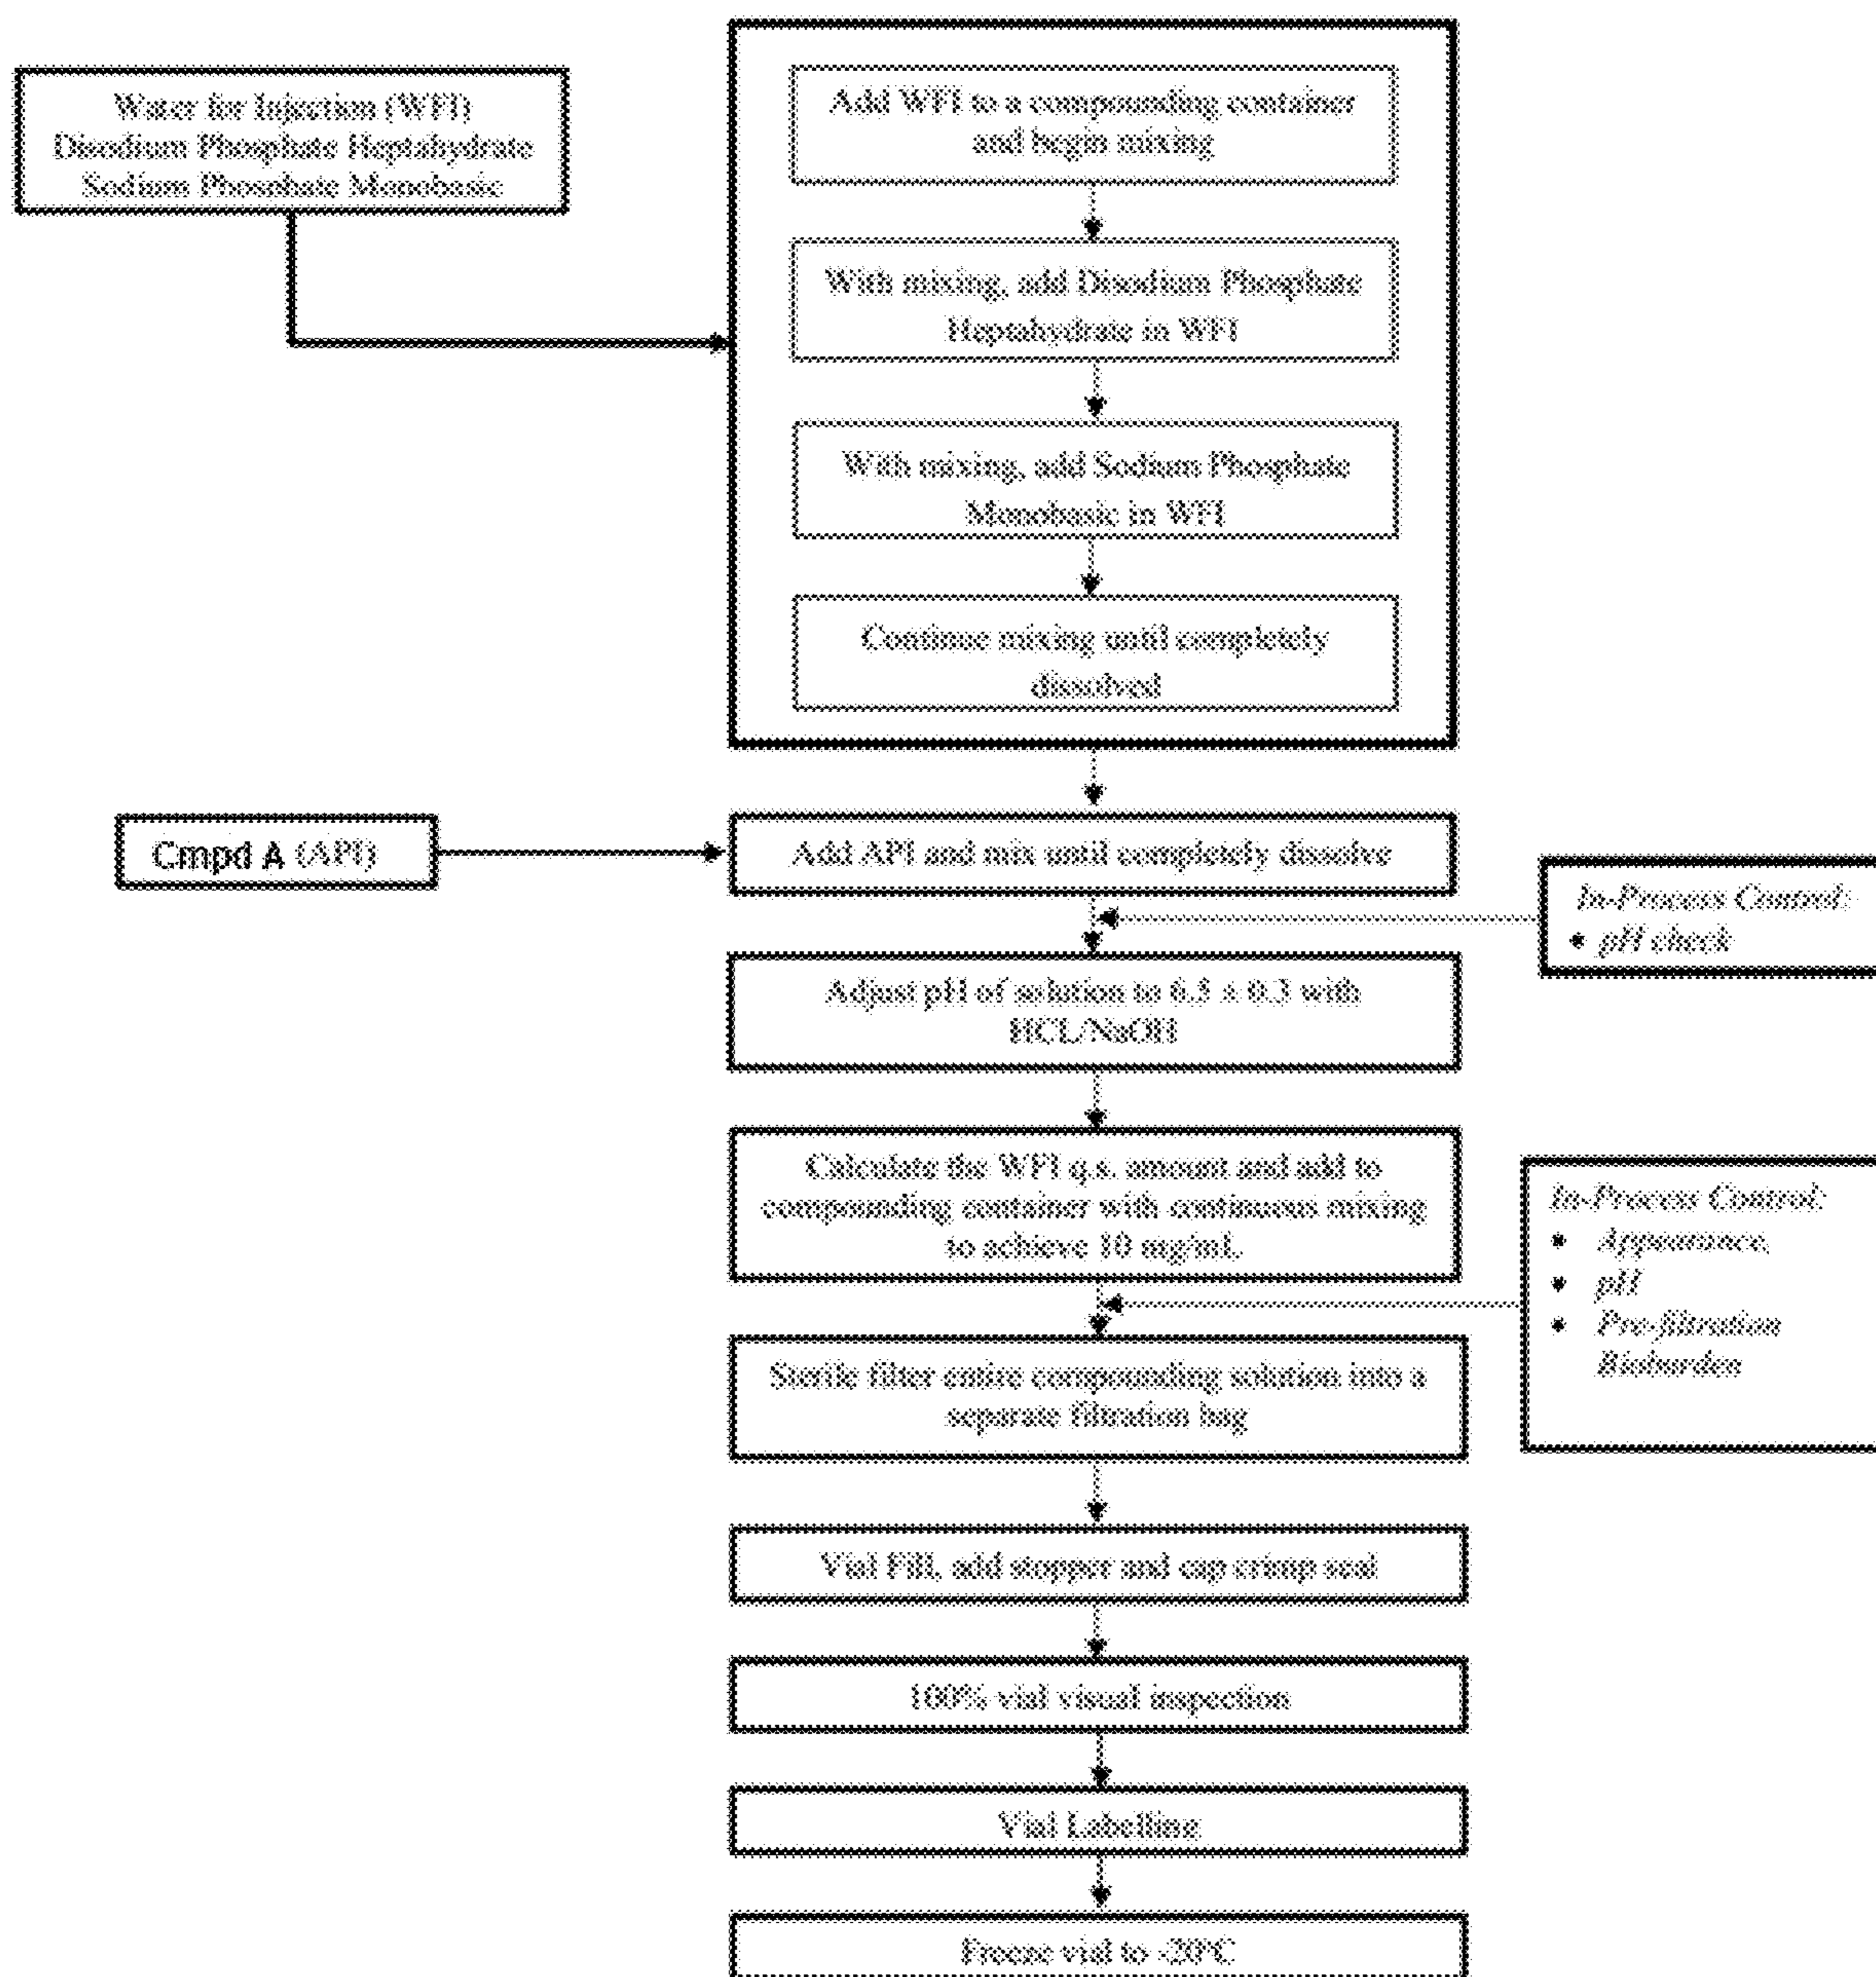 Water for Injection (WFI)
Disodium Phosphate Heptahydrate
Sodium Phosphate Monobasic
Add WFI to a compounding container
and begin mixing
With mixing, add Disodium Phosphate
Heptahydrate in WFI
With mixing, add Sodium Phosphate
Monobasic in WFI
Continue mixing until completely
dissolved
Cmpd A (API)
Add API and mix until completely dissolve
In-Process Control:
• pH check
Adjust pH of solution to 6.5 ± 0.3 with
HCL/NaOH
Calculate the WFI q.s. amount and add to
compounding container with continuous mixing
to achieve 10 mg/mL.
In-Process Control:
• Appearance,
• pH
• Pre-filtration
Bioburden
Sterile filter entire compounding solution into a
separate filtration bag
Vial Fill, add stopper and cap crimp seal
100% vial visual inspection
Vial Labelling
Freeze vial to -20°C